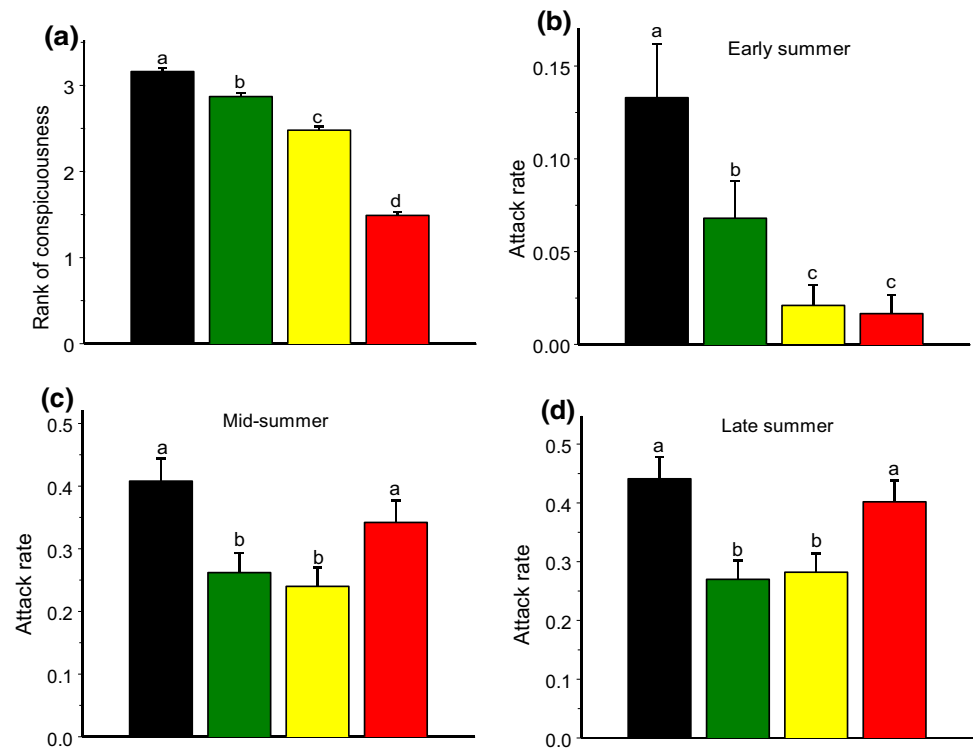 (a)
Rank of conspicuousness
3
2
1
0
a
b
c
d
(b)
Early summer
Attack rate
0.15
0.10
0.05
0.00
a
b
c
c
(c)
Mid-summer
Attack rate
0.5
0.4
0.3
0.2
0.1
0.0
a
b
b
a
(d)
Late summer
Attack rate
0.5
0.4
0.3
0.2
0.1
0.0
a
b
b
a